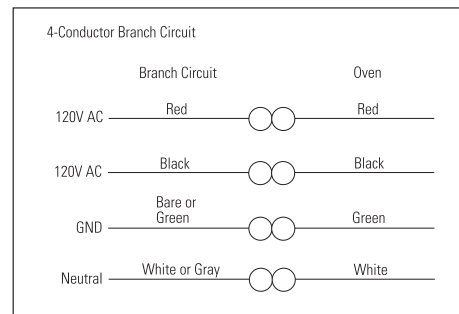 4-Conductor Branch Circuit
Branch Circuit Oven
120V AC Red Red
120V AC Black Black
Bare or
GND Green Green
Neutral White or Gray White